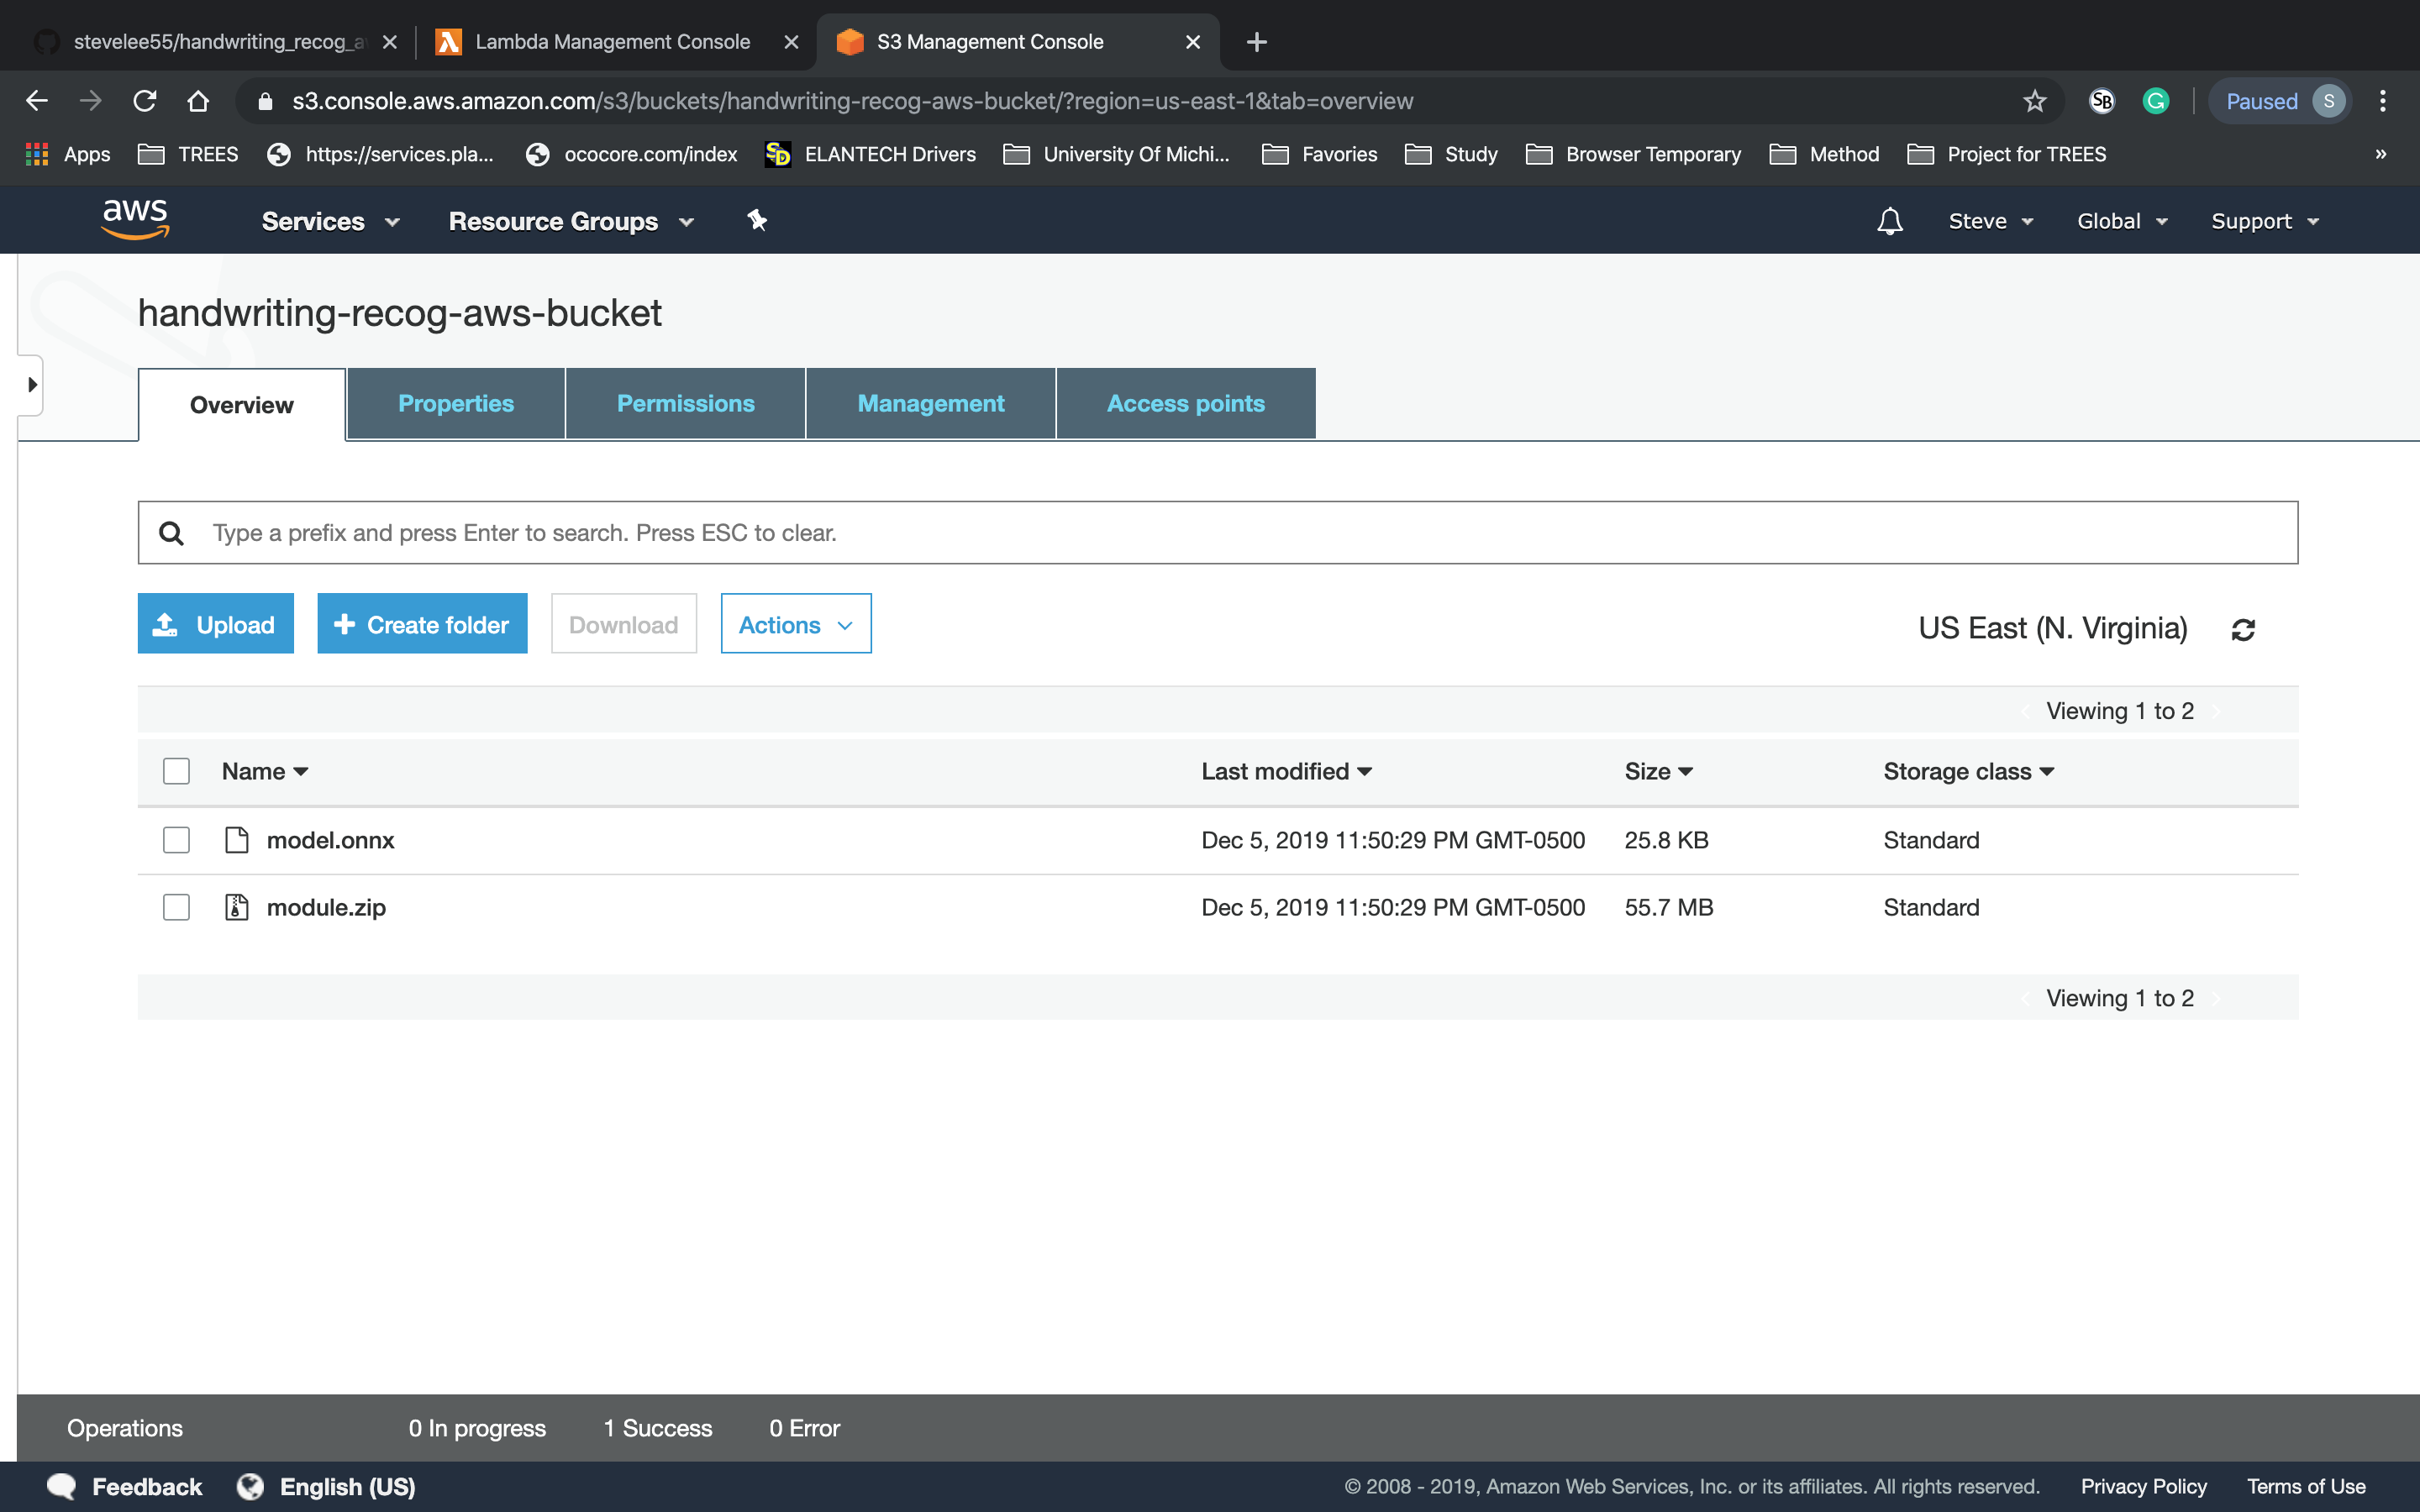 stevelee55/handwriting_recog_a
Lambda Management Console
S3 Management Console
s3.console.aws.amazon.com/s3/buckets/handwriting-recog-aws-bucket/?region=us-east-1&tab=overview
SB
G
Paused
S
Apps
TREES
https://services.pla...
ococore.com/index
SD
ELANTECH Drivers
University Of Michi...
Favories
Study
Browser Temporary
Method
Project for TREES
»
aws
Services
Resource Groups
Steve
Global
Support
handwriting-recog-aws-bucket
Overview
Properties
Permissions
Management
Access points
Type a prefix and press Enter to search. Press ESC to clear.
Upload
Create folder
Download
Actions
US East (N. Virginia)
Viewing 1 to 2
Name
Last modified
Size
Storage class
model.onnx
Dec 5, 2019 11:50:29 PM GMT-0500
25.8 KB
Standard
module.zip
Dec 5, 2019 11:50:29 PM GMT-0500
55.7 MB
Standard
Viewing 1 to 2
Operations
0 In progress
1 Success
0 Error
Feedback
English (US)
© 2008 - 2019, Amazon Web Services, Inc. or its affiliates. All rights reserved.
Privacy Policy
Terms of Use